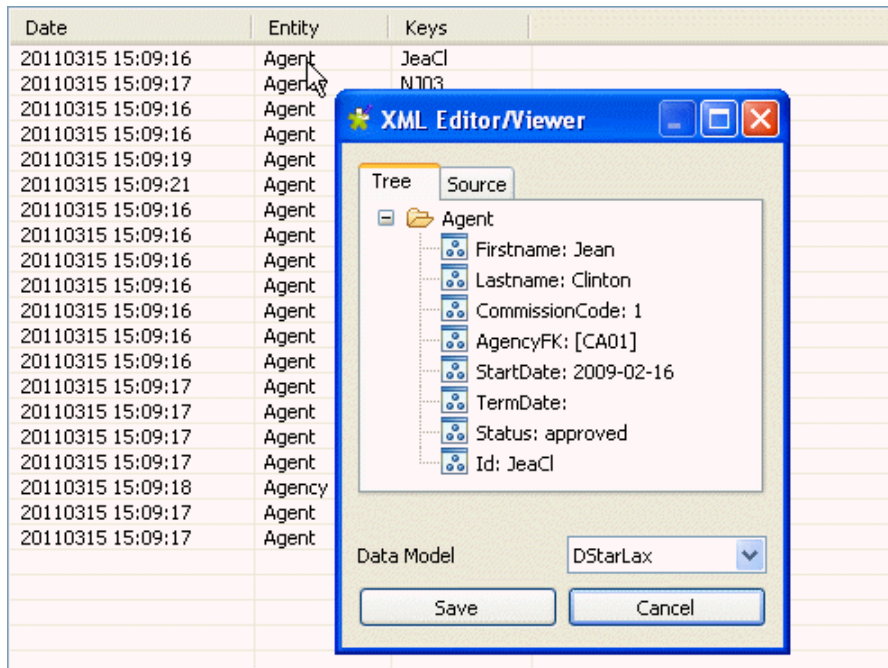 Date Entity Keys
20110315 15:09:16 Agent JeaCl
20110315 15:09:17 Agency NJ03
20110315 15:09:16 Agent
20110315 15:09:16 Agent
20110315 15:09:19 Agent
20110315 15:09:21 Agent
20110315 15:09:16 Agent
20110315 15:09:16 Agent
20110315 15:09:16 Agent
20110315 15:09:16 Agent
20110315 15:09:16 Agent
20110315 15:09:16 Agent
20110315 15:09:16 Agent
20110315 15:09:17 Agent
20110315 15:09:17 Agent
20110315 15:09:17 Agent
20110315 15:09:17 Agent
20110315 15:09:18 Agency
20110315 15:09:17 Agent
20110315 15:09:17 Agent
XML Editor/Viewer
Tree Source
Agent
Firstname: Jean
Lastname: Clinton
CommissionCode: 1
AgencyFK: [CA01]
StartDate: 2009-02-16
TermDate:
Status: approved
Id: JeaCl
Data Model DStarLax
Save Cancel